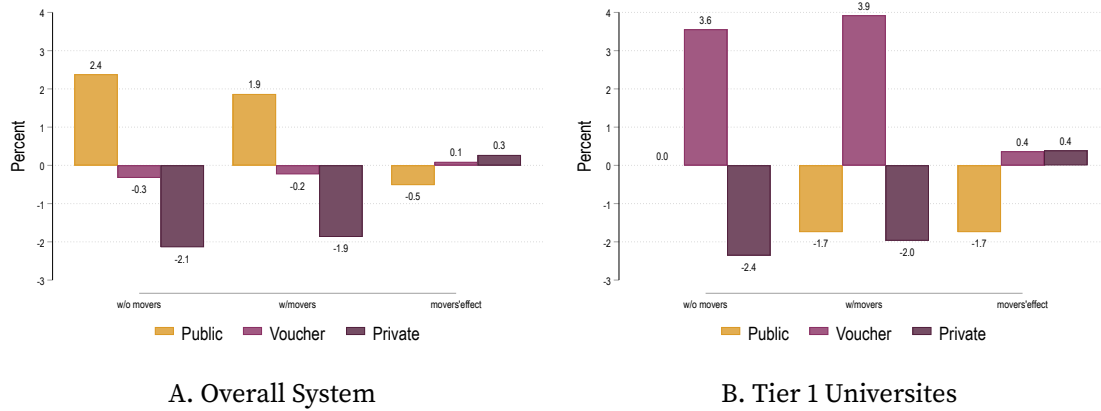 4
3
2
1
0
-1
-2
-3
Percent
2.4
-0.3
-2.1
1.9
-0.2
-1.9
-0.5
0.1
0.3
w/o movers
w/movers
movers'effect
Public
Voucher
Private
A. Overall System
4
3
2
1
0
-1
-2
-3
Percent
0.0
3.6
-2.4
-1.7
3.9
-2.0
-1.7
0.4
0.4
w/o movers
w/movers
movers'effect
Public
Voucher
Private
B. Tier 1 Universites